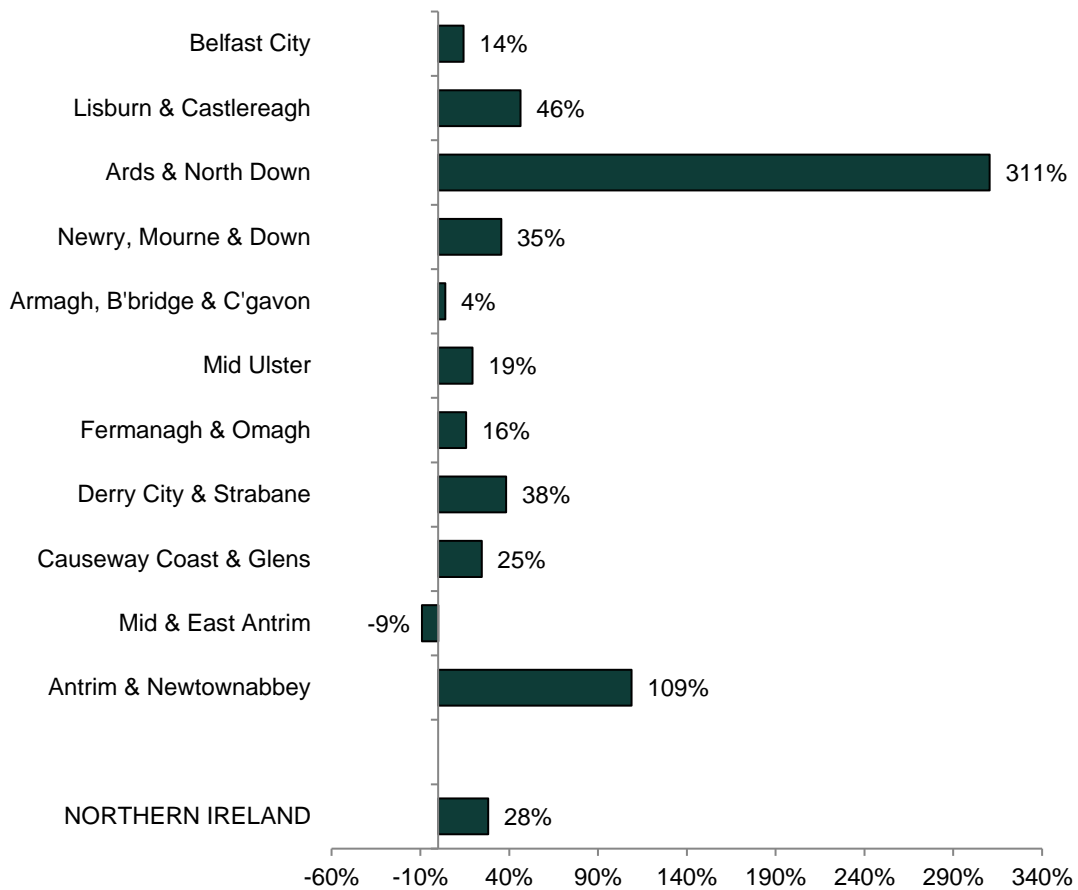 Belfast City 14%
Lisburn & Castlereagh 46%
Ards & North Down 311%
Newry, Mourne & Down 35%
Armagh, B'bridge & C'gavon 4%
Mid Ulster 19%
Fermanagh & Omagh 16%
Derry City & Strabane 38%
Causeway Coast & Glens 25%
Mid & East Antrim -9%
Antrim & Newtownabbey 109%
NORTHERN IRELAND 28%
-60% -10% 40% 90% 140% 190% 240% 290% 340%